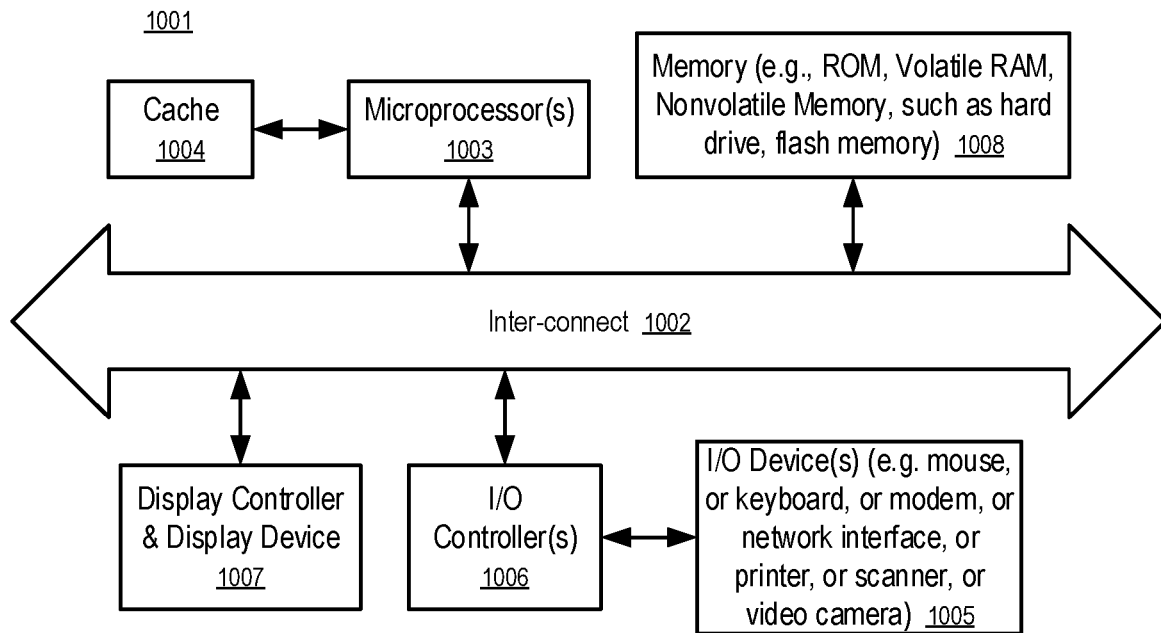 1001
Cache
1004
Microprocessor(s)
1003
Memory (e.g., ROM, Volatile RAM,
Nonvolatile Memory, such as hard
drive, flash memory) 1008
Inter-connect 1002
Display Controller
& Display Device
1007
I/O
Controller(s)
1006
I/O Device(s) (e.g. mouse,
or keyboard, or modem, or
network interface, or
printer, or scanner, or
video camera) 1005